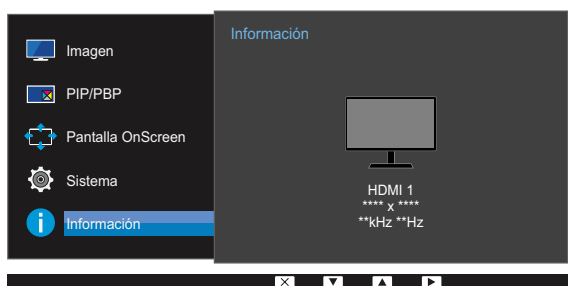 Imagen
PIP/PBP
Pantalla OnScreen
Sistema
Información
Información
HDMI 1
**** x ****
**kHz **Hz